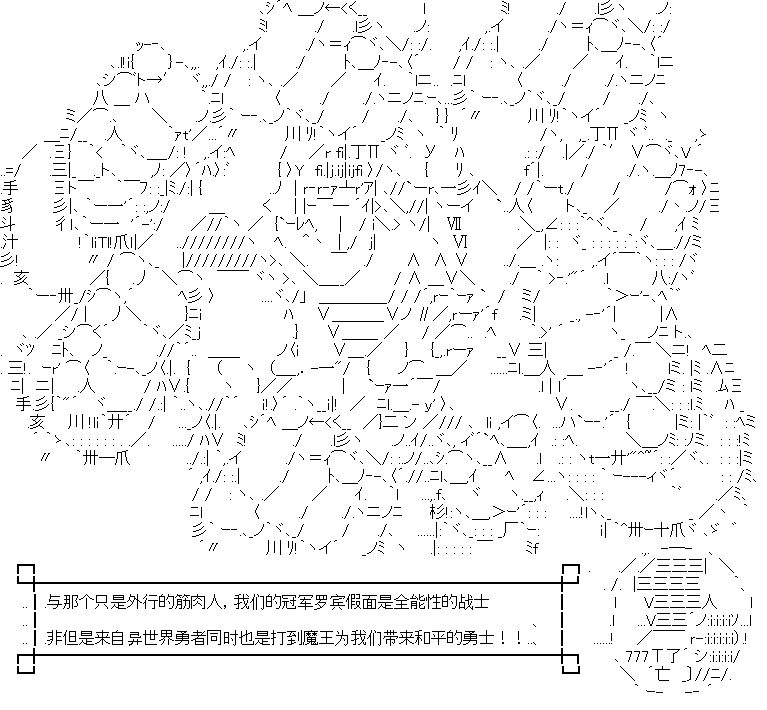 与那个只是外行的筋肉人，我们的冠军罗宾假面是全能性的战士
非但是来自异世界勇者同时也是打到魔王为我们带来和平的勇士！！